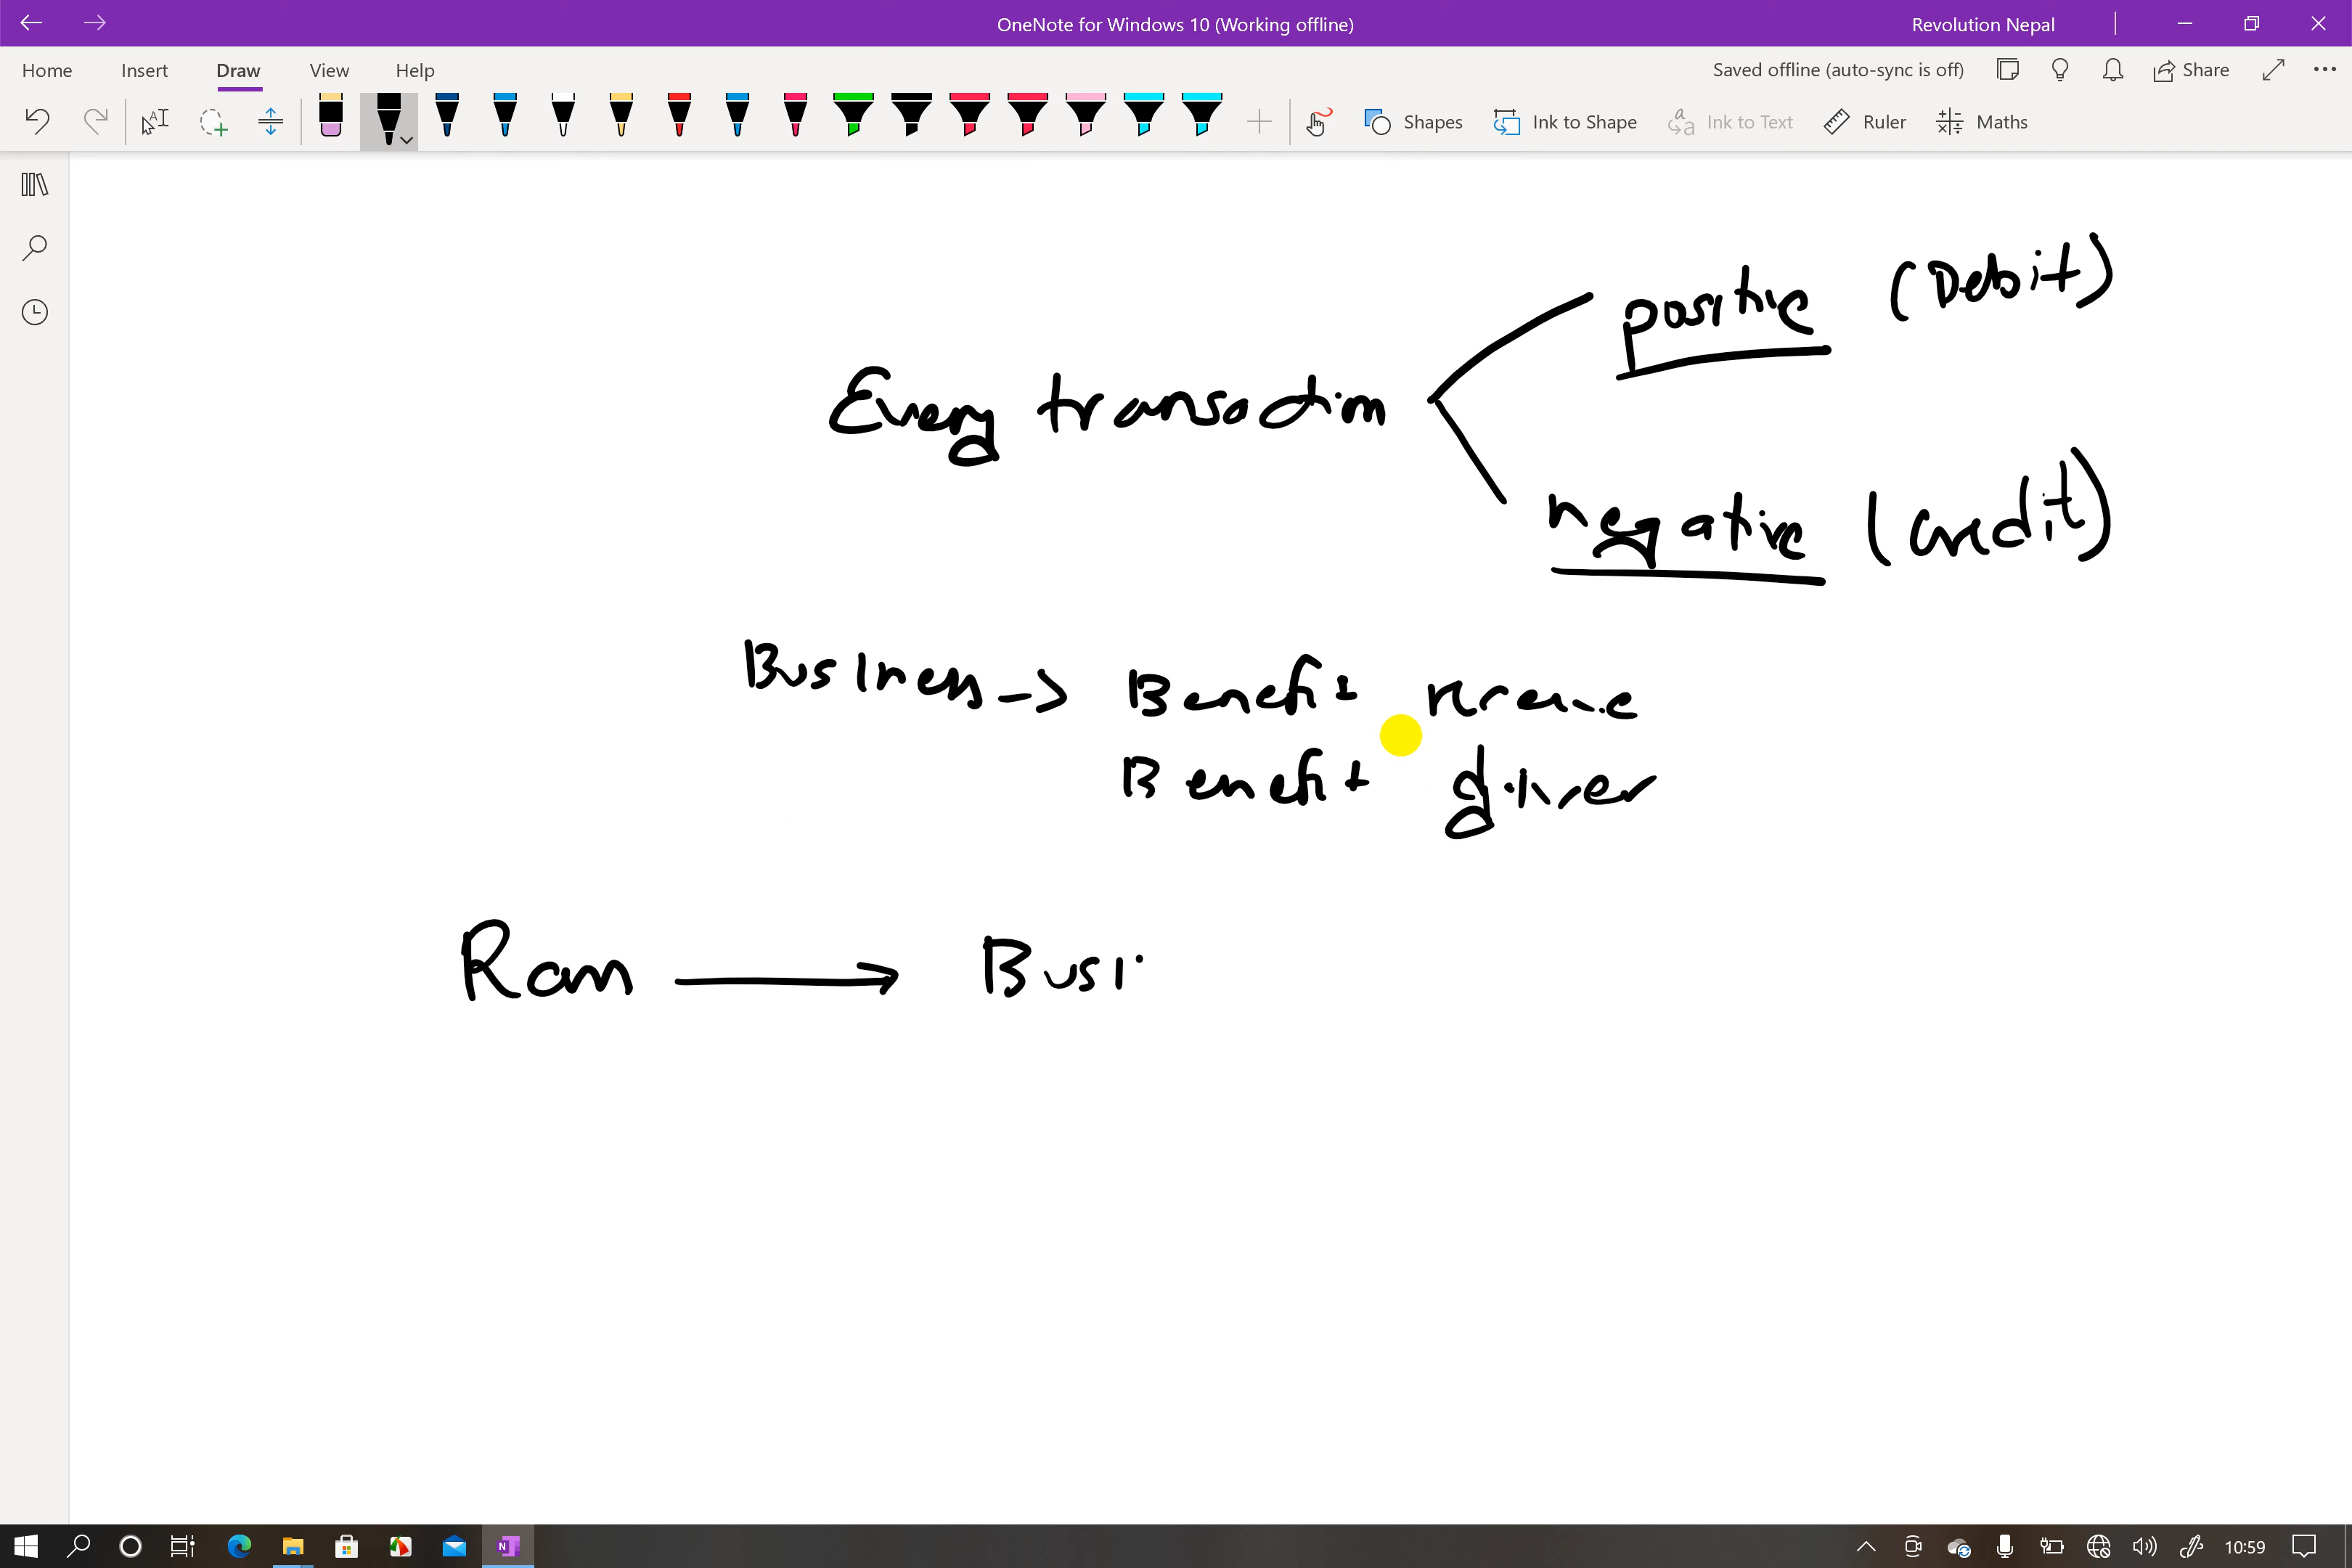 OneNote for Windows 10 (Working offline)
Revolution Nepal
Home Insert Draw View Help
Saved offline (auto-sync is off)
Share
Shapes
Ink to Shape
Ink to Text
Ruler
Maths
positive (Debit)
Every transaction
negative (credit)
Business -> Benefit
Benefit giver
Ram
Busi
10:59